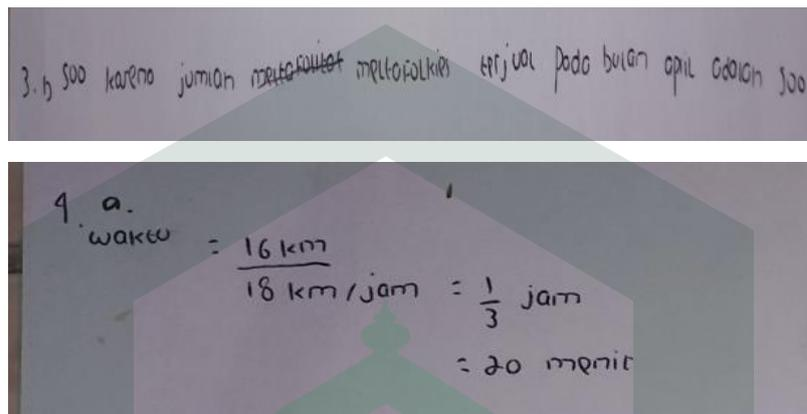 3. b 500 karena jumlah terjual pada bulan april adalah 500
4. a.
waktu = 16 km
18 km/jam = 1
3 jam
= 20 menit